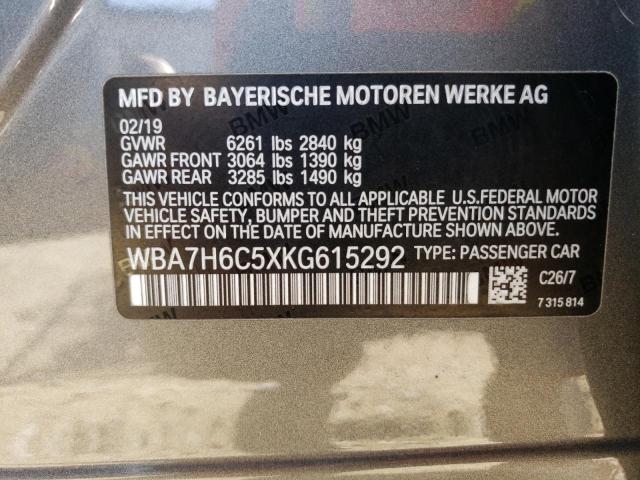 MFD BY BAYERISCHE MOTOREN WERKE AG
02/19
GVWR 6261 lbs 2840 kg
GAWR FRONT 3064 lbs 1390 kg
GAWR REAR 3285 lbs 1490 kg
THIS VEHICLE CONFORMS TO ALL APPLICABLE U.S.FEDERAL MOTOR
VEHICLE SAFETY, BUMPER AND THEFT PREVENTION STANDARDS IN
EFFECT ON THE DATE OF MANUFACTURE SHOWN ABOVE.
WBA7H6C5XKG615292 TYPE: PASSENGER CAR
C26/7
7 315 814